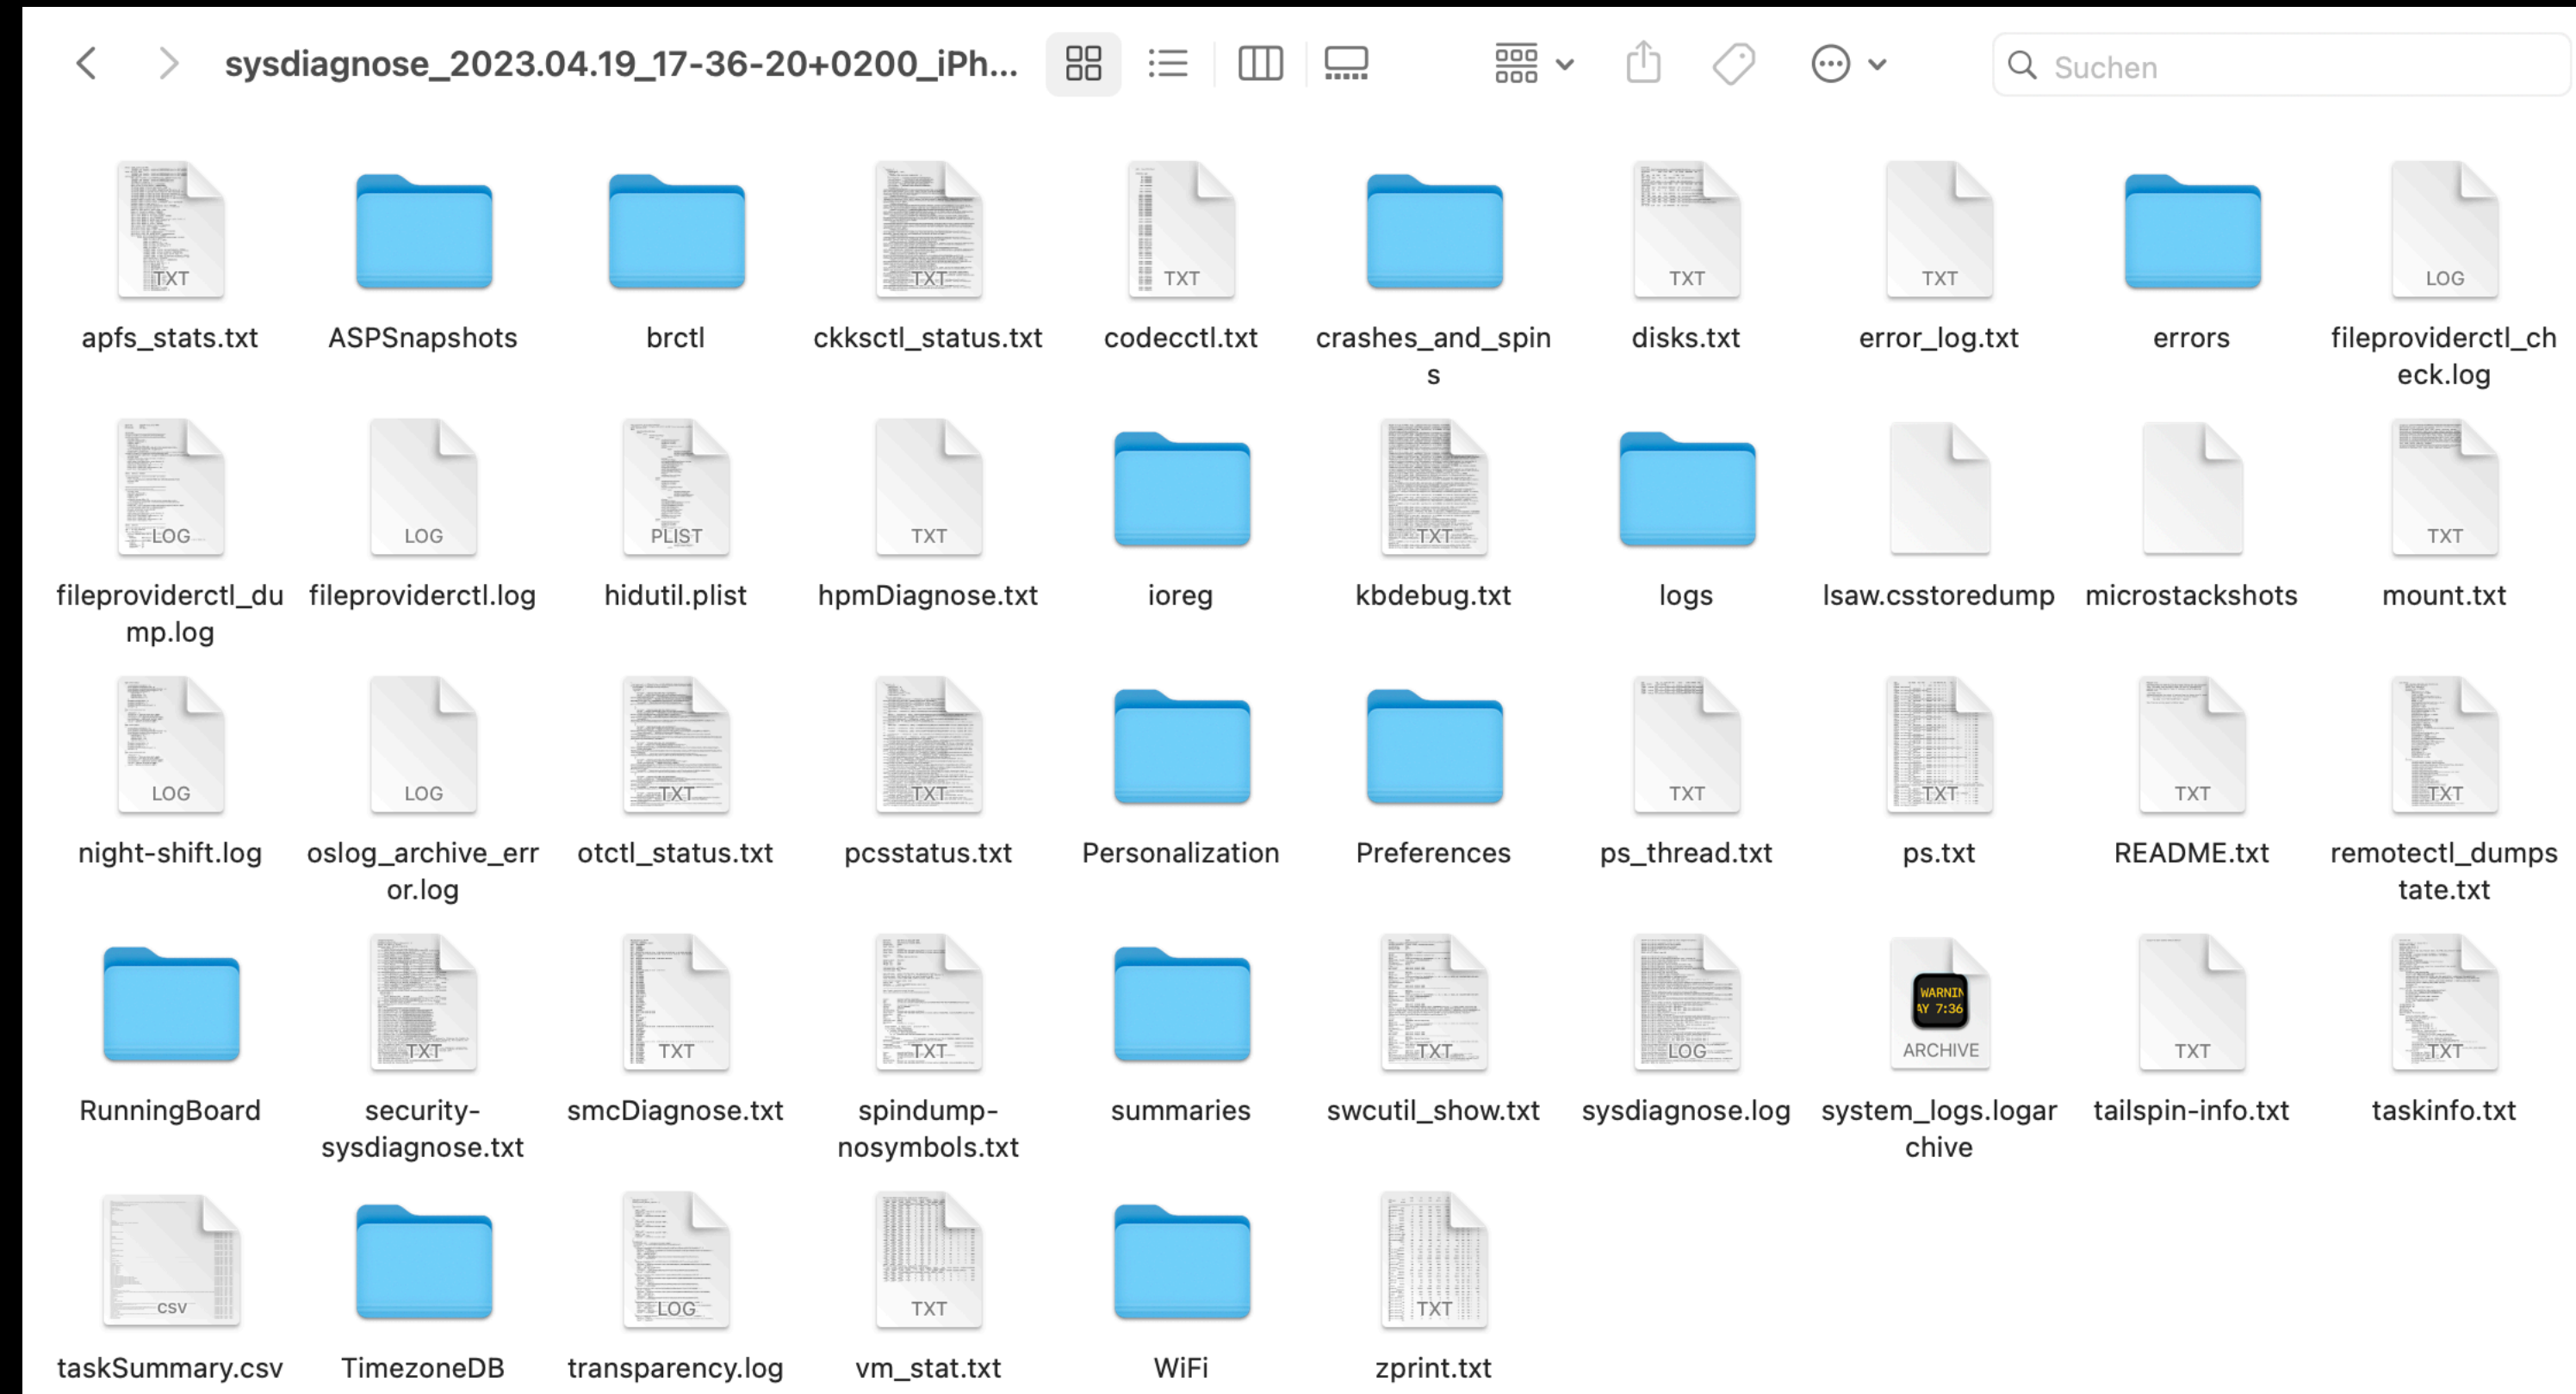 sysdiagnose_2023.04.19_17-36-20+0200_iPh...
Suchen
TXT
TXT
TXT
TXT
TXT
LOG
apfs_stats.txt
ASPSnapshots
brctl
ckksctl_status.txt
codecctl.txt
crashes_and_spin
s
disks.txt
error_log.txt
errors
fileproviderctl_ch
eck.log
LOG
LOG
PLIST
TXT
TXT
TXT
fileproviderctl_du
mp.log
fileproviderctl.log
hidutil.plist
hpmDiagnose.txt
ioreg
kbdebug.txt
logs
lsaw.csstoredump
microstackshots
mount.txt
LOG
LOG
TXT
TXT
TXT
TXT
TXT
TXT
night-shift.log
oslog_archive_err
or.log
otctl_status.txt
pcsstatus.txt
Personalization
Preferences
ps_thread.txt
ps.txt
README.txt
remotectl_dumps
tate.txt
TXT
TXT
TXT
TXT
LOG
WARNIN
AY 7:36
ARCHIVE
TXT
TXT
RunningBoard
security-
sysdiagnose.txt
smcDiagnose.txt
spindump-
nosymbols.txt
summaries
swcutil_show.txt
sysdiagnose.log
system_logs.logar
chive
tailspin-info.txt
taskinfo.txt
CSV
LOG
TXT
TXT
taskSummary.csv
TimezoneDB
transparency.log
vm_stat.txt
WiFi
zprint.txt